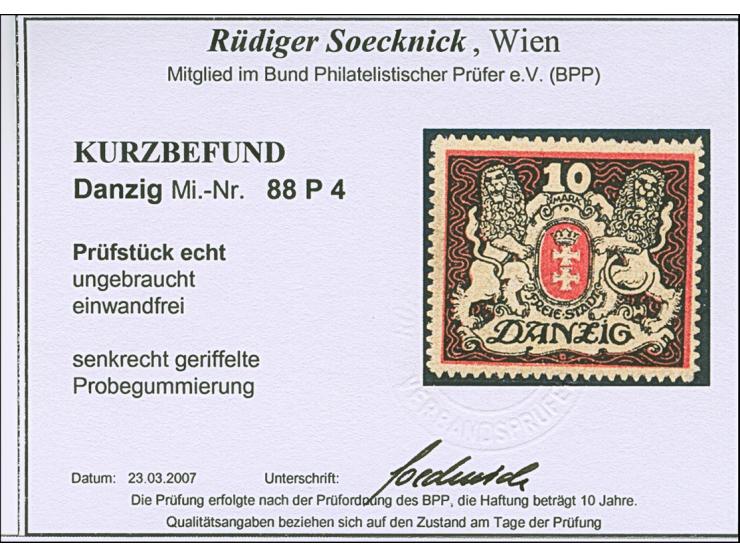 Rüdiger Soecknick, Wien
Mitglied im Bund Philatelistischer Prüfer e.V. (BPP)
KURZBEFUND
Danzig Mi.-Nr. 88 P 4
Prüfstück echt
ungebraucht
einwandfrei
senkrecht geriffelte
Probegummierung
10
MARK
FREIE·STADT
DANZIG
VERBANDSPRÜFER
Datum: 23.03.2007 Unterschrift: Soecknick
Die Prüfung erfolgte nach der Prüfordnung des BPP, die Haftung beträgt 10 Jahre.
Qualitätsangaben beziehen sich auf den Zustand am Tage der Prüfung